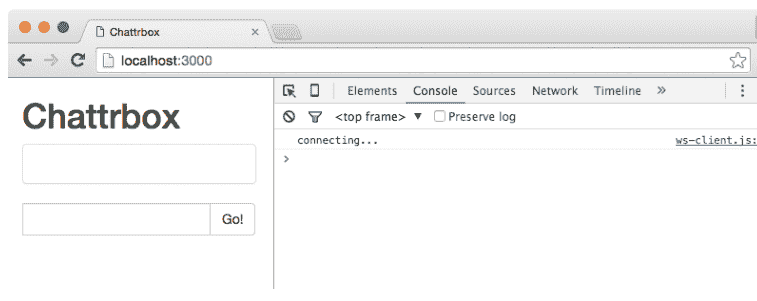 Chattrbox
localhost:3000
Elements Console Sources Network Timeline »
<top frame> ▼ Preserve log
connecting... ws-client.js:
>
Chattrbox
Go!